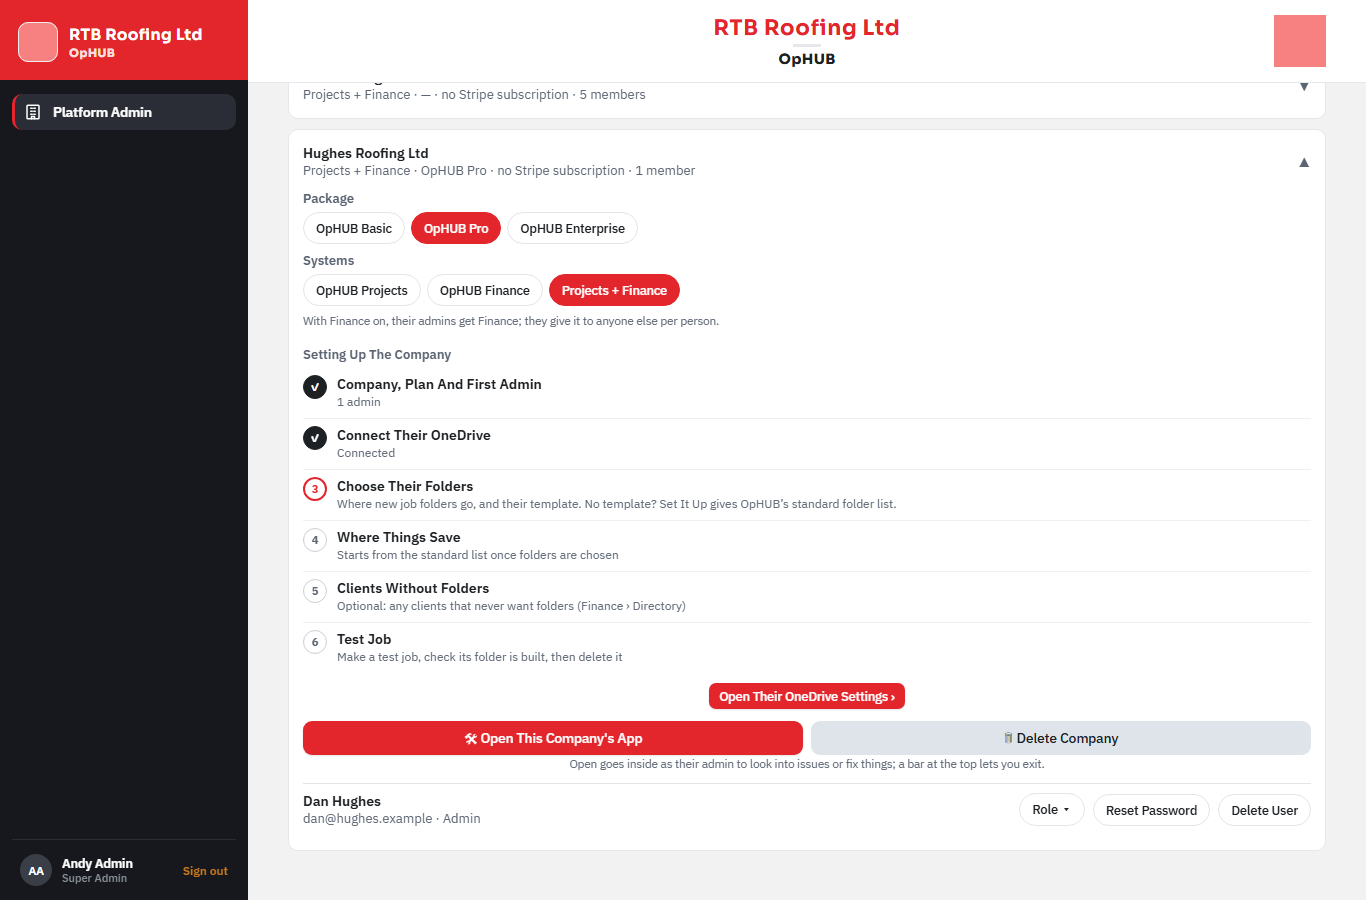 RTB Roofing Ltd
OpHUB
Platform Admin
RTB Roofing Ltd
OpHUB
Projects + Finance · — · no Stripe subscription · 5 members
▼
Hughes Roofing Ltd
Projects + Finance · OpHUB Pro · no Stripe subscription · 1 member
▲
Package
OpHUB Basic
OpHUB Pro
OpHUB Enterprise
Systems
OpHUB Projects
OpHUB Finance
Projects + Finance
With Finance on, their admins get Finance; they give it to anyone else per person.
Setting Up The Company
✓
Company, Plan And First Admin
1 admin
✓
Connect Their OneDrive
Connected
3
Choose Their Folders
Where new job folders go, and their template. No template? Set It Up gives OpHUB’s standard folder list.
4
Where Things Save
Starts from the standard list once folders are chosen
5
Clients Without Folders
Optional: any clients that never want folders (Finance › Directory)
6
Test Job
Make a test job, check its folder is built, then delete it
Open Their OneDrive Settings ›
🛠 Open This Company's App
🗑 Delete Company
Open goes inside as their admin to look into issues or fix things; a bar at the top lets you exit.
Dan Hughes
dan@hughes.example · Admin
Role ▾
Reset Password
Delete User
AA
Andy Admin
Super Admin
Sign out